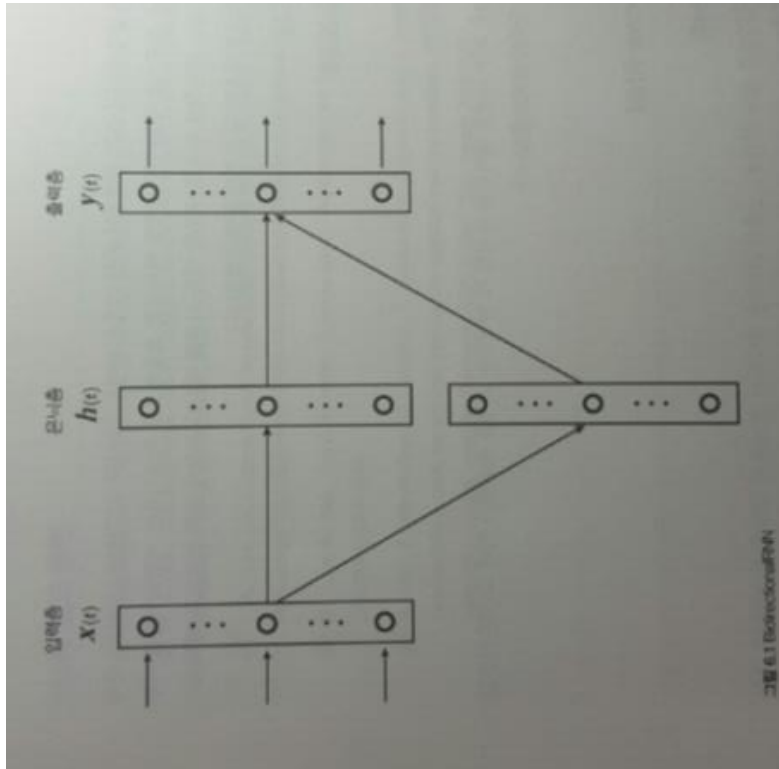 출력층
y(t)
은닉층
h(t)
입력층
x(t)
그림 6.1 BidirectionalRNN